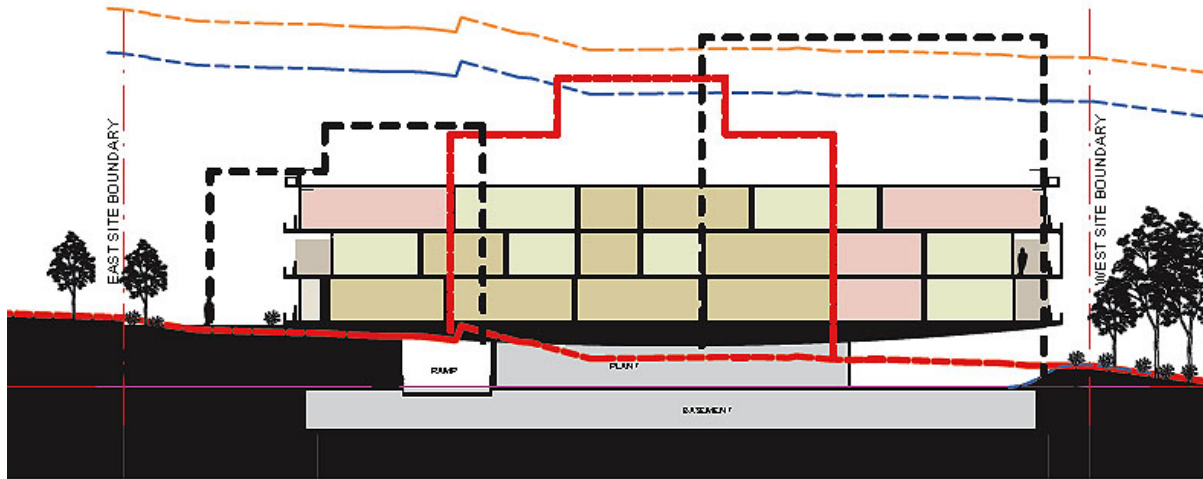 EAST SITE BOUNDARY
WEST SITE BOUNDARY
RAMP
PLANT
BASEMENT